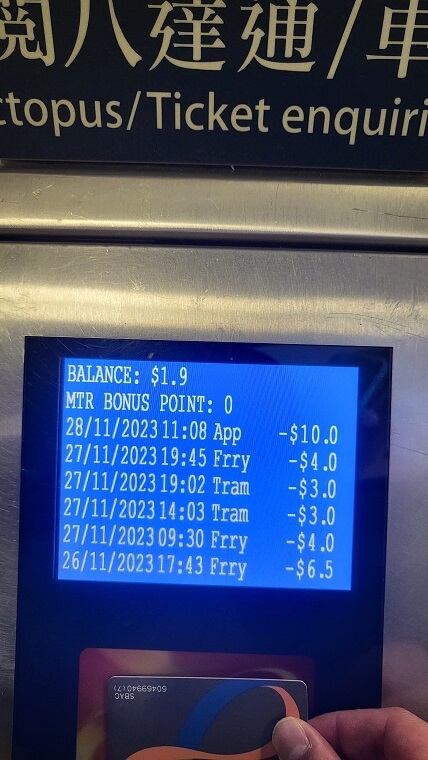 閱八達通/車
ctopus/Ticket enquiri
BALANCE: $1.9
MTR BONUS POINT: 0
28/11/2023 11:08 App -$10.0
27/11/2023 19:45 Frry -$4.0
27/11/2023 19:02 Tram -$3.0
27/11/2023 14:03 Tram -$3.0
27/11/2023 09:30 Frry -$4.0
26/11/2023 17:43 Frry -$6.5
60469940(7)
SBAC